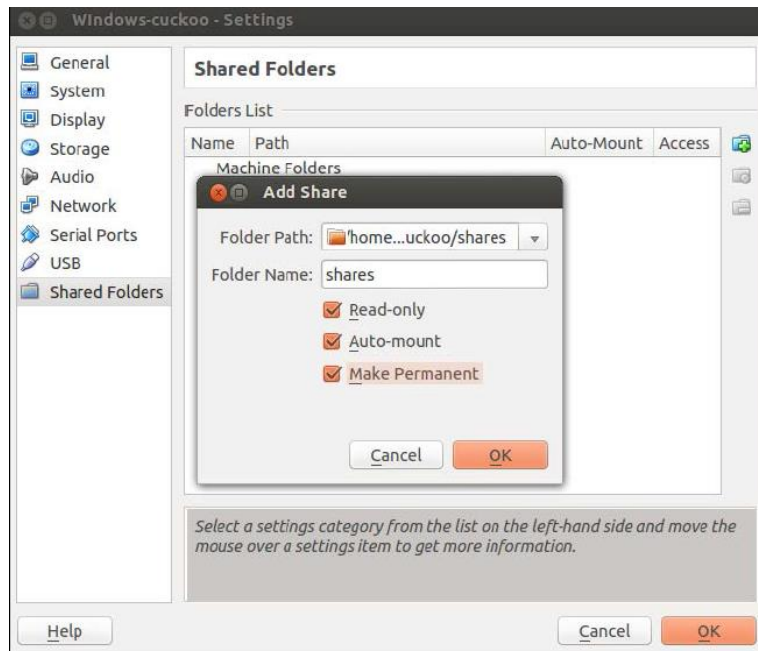 WIndows-cuckoo - Settings
General
System
Display
Storage
Audio
Network
Serial Ports
USB
Shared Folders
Shared Folders
Folders List
Name Path Auto-Mount Access
Machine Folders
Add Share
Folder Path: /home...uckoo/shares
Folder Name: shares
Read-only
Auto-mount
Make Permanent
Cancel OK
Select a settings category from the list on the left-hand side and move the
mouse over a settings item to get more information.
Help Cancel OK